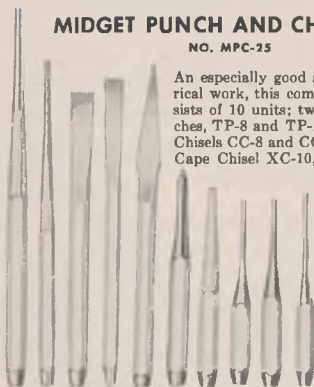 MIDGET PUNCH AND CH
NO. MPC-25
An especially good
rical work, this com
sists of 10 units; tw
ches, TP-8 and TP-
Chisels CC-8 and CC
Cape Chisel XC-10,